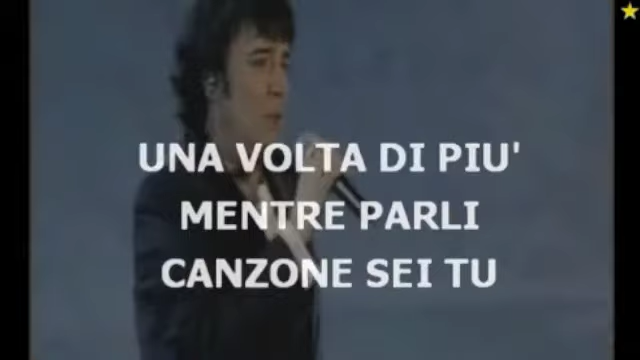 UNA VOLTA DI PIU'
MENTRE PARLI
CANZONE SEI TU